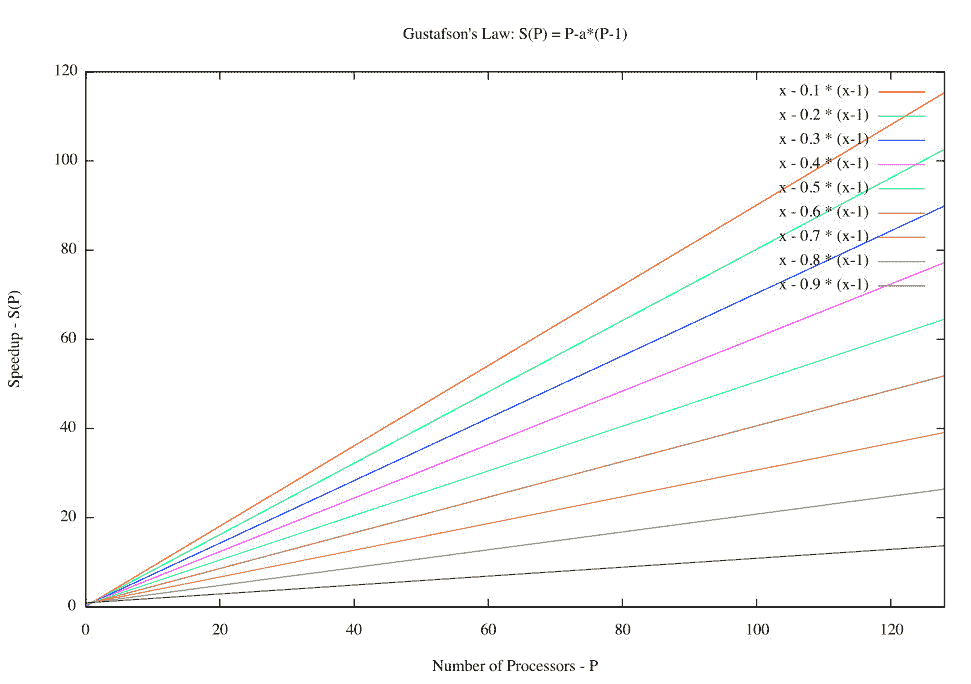 Gustafson's Law: S(P) = P-a*(P-1)
120
100
80
60
40
20
0
Speedup - S(P)
x - 0.1 * (x-1)
x - 0.2 * (x-1)
x - 0.3 * (x-1)
x - 0.4 * (x-1)
x - 0.5 * (x-1)
x - 0.6 * (x-1)
x - 0.7 * (x-1)
x - 0.8 * (x-1)
x - 0.9 * (x-1)
0 20 40 60 80 100 120
Number of Processors - P